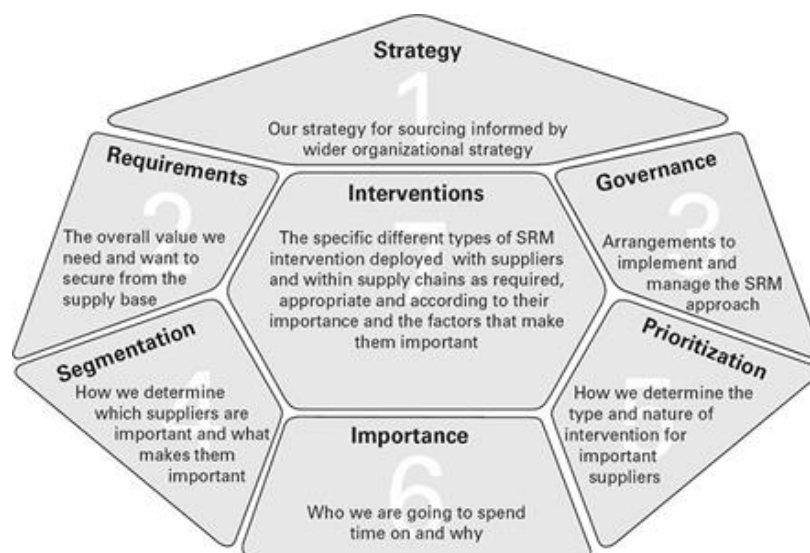 Strategy
1
Our strategy for sourcing informed by
wider organizational strategy
Requirements
2
The overall value we
need and want to
secure from the
supply base
Governance
3
Arrangements to
implement and
manage the SRM
approach
Interventions
7
The specific different types of SRM
intervention deployed with suppliers
and within supply chains as required,
appropriate and according to their
importance and the factors that make
them important
Segmentation
4
How we determine
which suppliers are
important and what
makes them
important
Prioritization
5
How we determine the
type and nature of
intervention for
important
suppliers
Importance
6
Who we are going to spend
time on and why